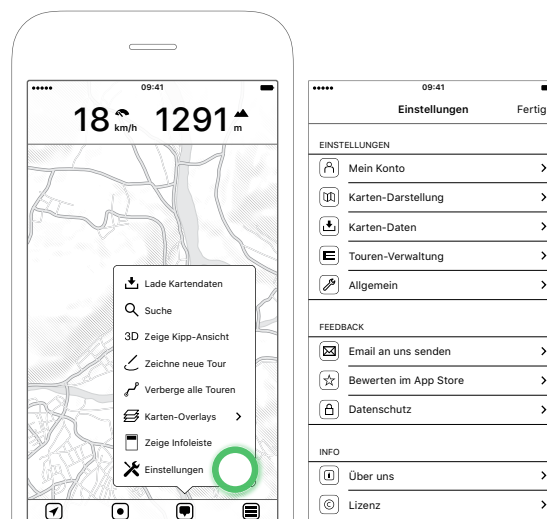 09:41
18 km/h 1291 m
Lade Kartendaten
Suche
3D Zeige Kipp-Ansicht
Zeichne neue Tour
Verberge alle Touren
Karten-Overlays
Zeige Infoleiste
Einstellungen
09:41
Einstellungen Fertig
EINSTELLUNGEN
Mein Konto
Karten-Darstellung
Karten-Daten
Touren-Verwaltung
Allgemein
FEEDBACK
Email an uns senden
Bewerten im App Store
Datenschutz
INFO
Über uns
© Lizenz